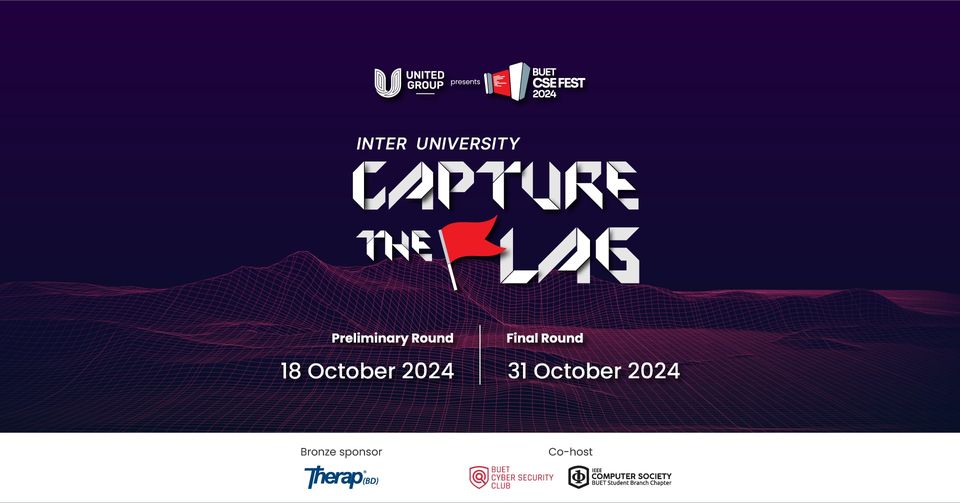 UNITED
GROUP
presents
BUET
CSE FEST
2024
INTER UNIVERSITY
CAPTURE
THE LAG
Preliminary Round
18 October 2024
Final Round
31 October 2024
Bronze sponsor
Therap (BD)
Co-host
BUET
CYBER SECURITY
CLUB
IEEE
COMPUTER SOCIETY
BUET Student Branch Chapter